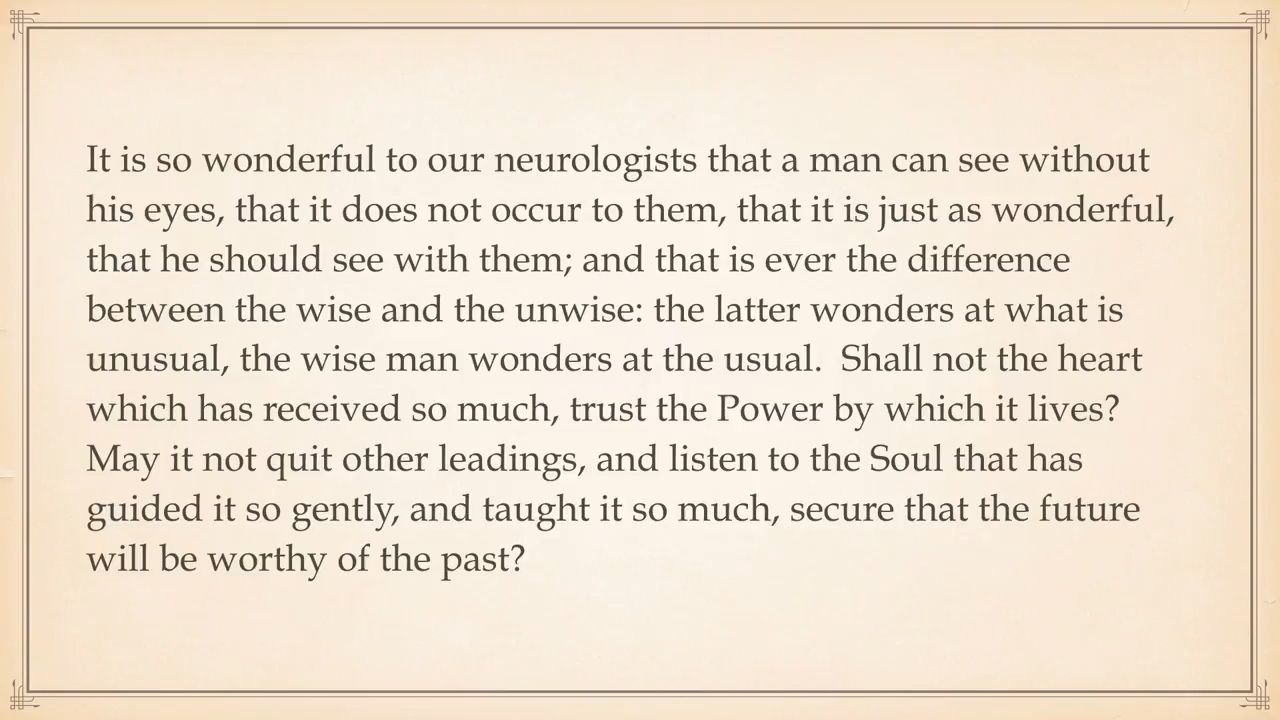 It is so wonderful to our neurologists that a man can see without
his eyes, that it does not occur to them, that it is just as wonderful,
that he should see with them; and that is ever the difference
between the wise and the unwise: the latter wonders at what is
unusual, the wise man wonders at the usual.  Shall not the heart
which has received so much, trust the Power by which it lives?
May it not quit other leadings, and listen to the Soul that has
guided it so gently, and taught it so much, secure that the future
will be worthy of the past?